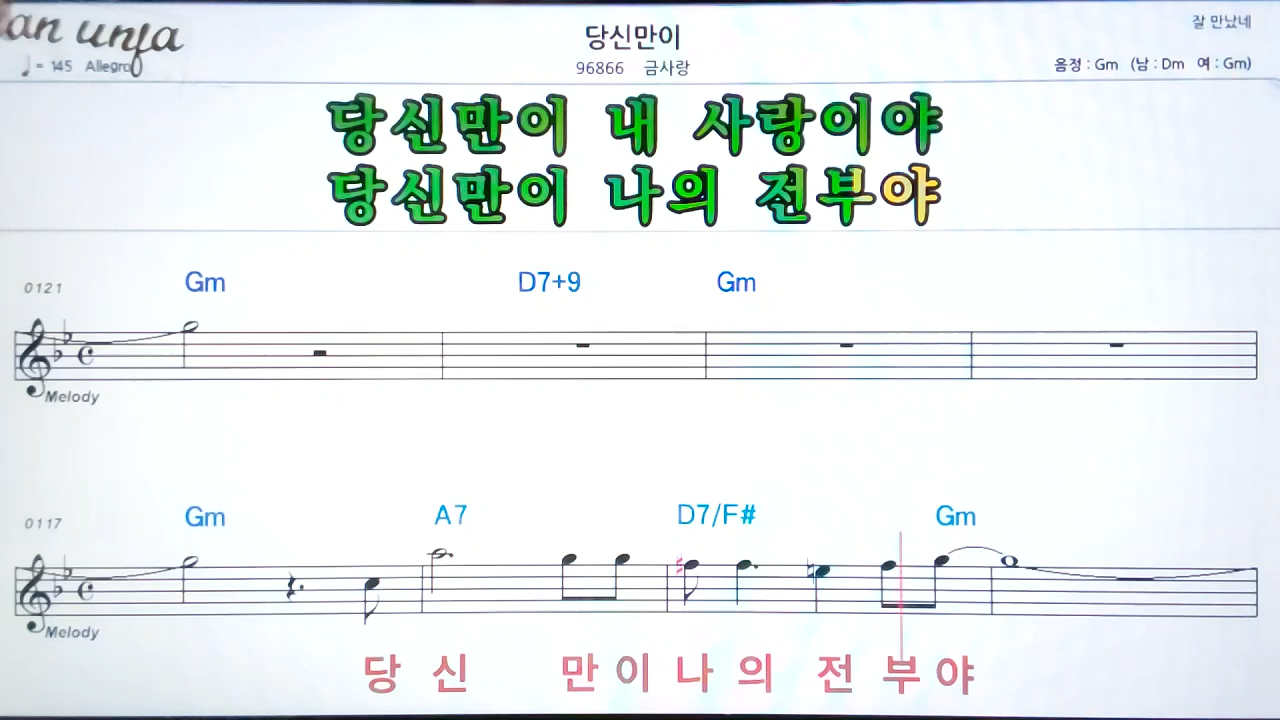 an unfa
♩= 145 Allegro
당신만이
96866 금사랑
잘 만났네
음정 : Gm (남 : Dm 여 : Gm)
당신만이 내 사랑이야
당신만이 나의 전부야
0121 Gm D7+9 Gm
Melody
0117 Gm A7 D7/F# Gm
Melody
당 신 만 이 나 의 전 부 야